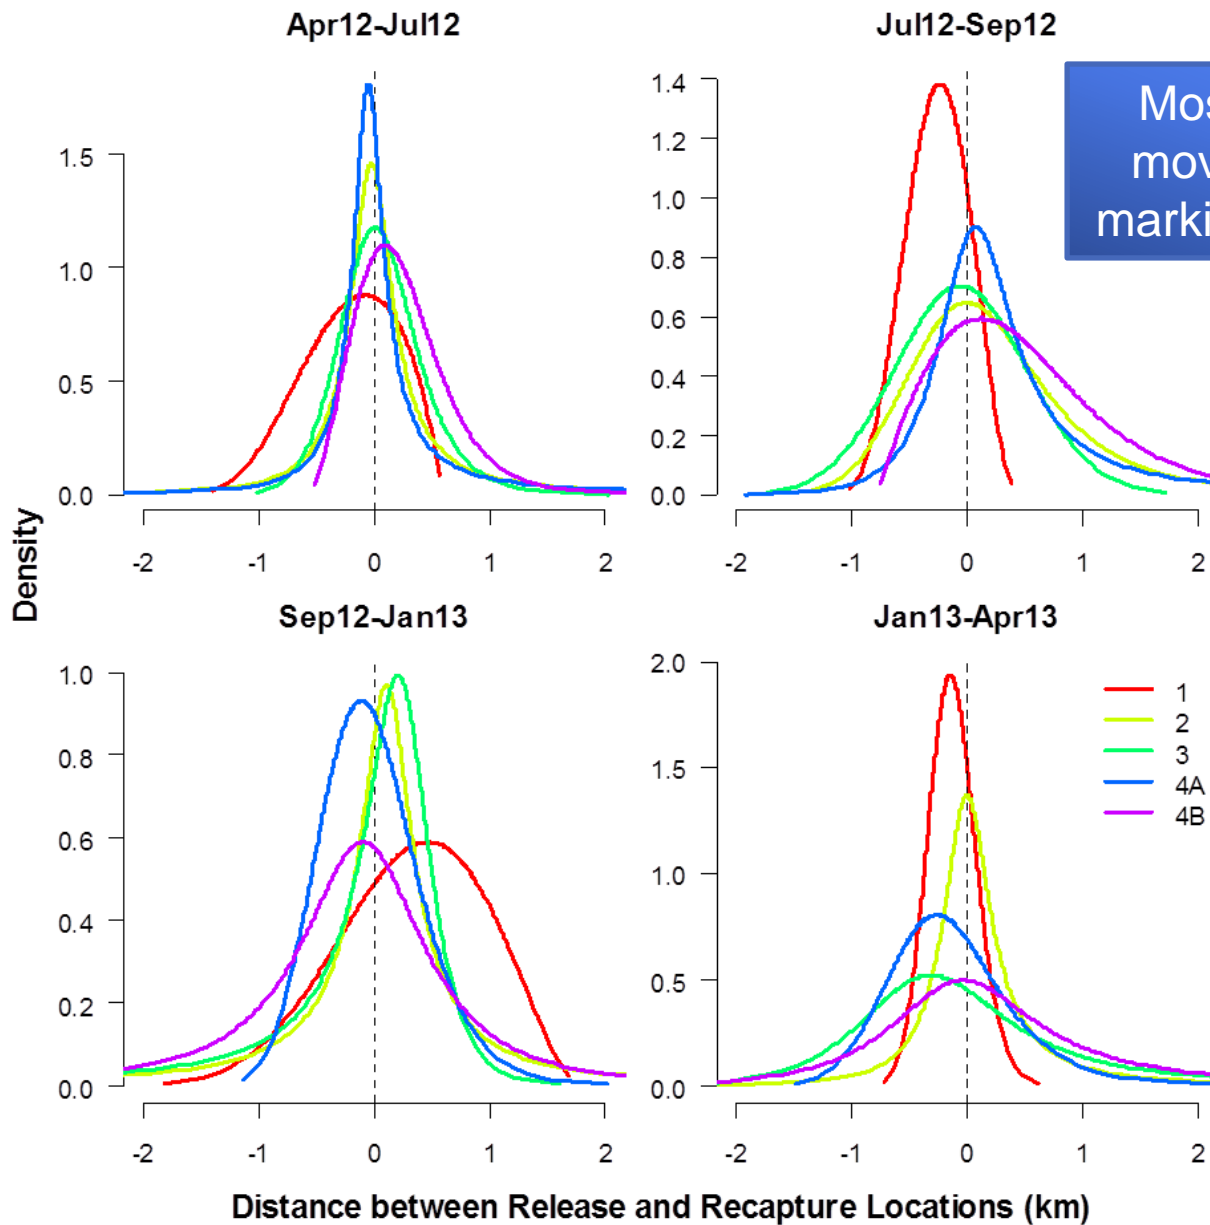 Apr12-Jul12
Jul12-Sep12
1.5
1.0
0.5
0.0
-2 -1 0 1 2
1.4
1.2
1.0
0.8
0.6
0.4
0.2
0.0
-2 -1 0 1 2
Mos
mov
marki
Density
Sep12-Jan13
Jan13-Apr13
1.0
0.8
0.6
0.4
0.2
0.0
-2 -1 0 1 2
2.0
1.5
1.0
0.5
0.0
-2 -1 0 1 2
1
2
3
4A
4B
Distance between Release and Recapture Locations (km)